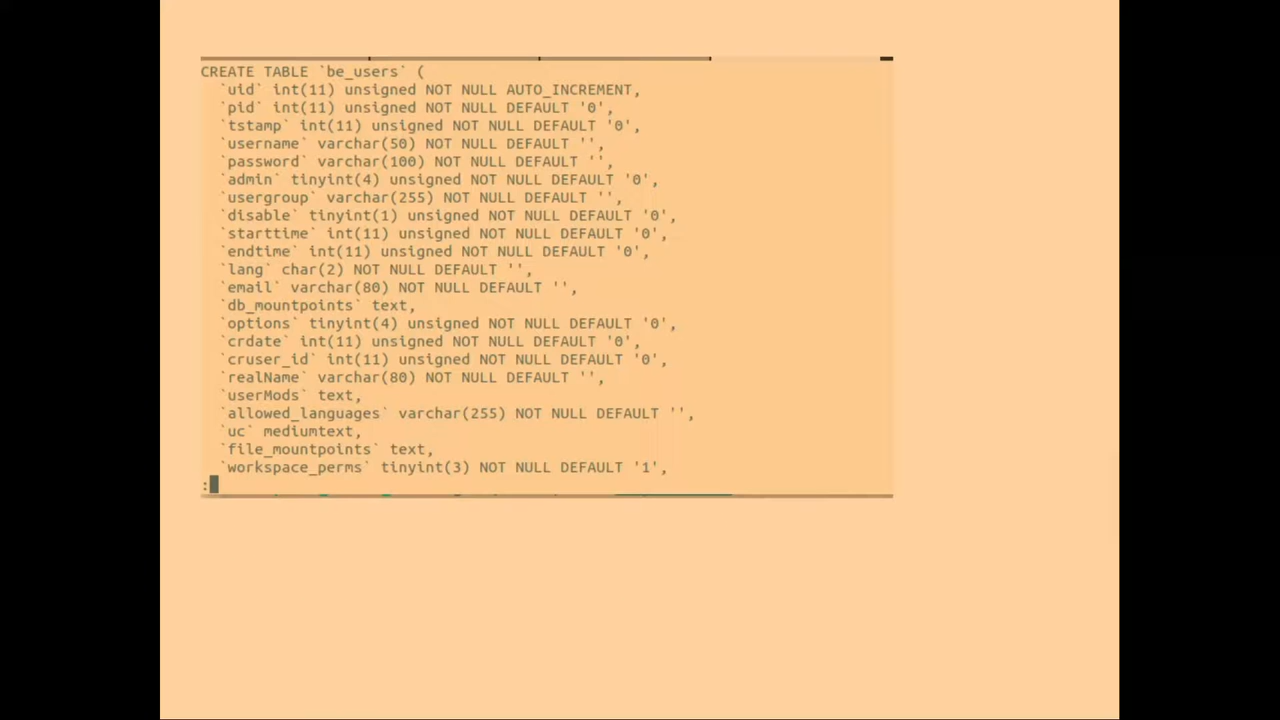 CREATE TABLE `be_users` (
`uid` int(11) unsigned NOT NULL AUTO_INCREMENT,
`pid` int(11) unsigned NOT NULL DEFAULT '0',
`tstamp` int(11) unsigned NOT NULL DEFAULT '0',
`username` varchar(50) NOT NULL DEFAULT '',
`password` varchar(100) NOT NULL DEFAULT '',
`admin` tinyint(4) unsigned NOT NULL DEFAULT '0',
`usergroup` varchar(255) NOT NULL DEFAULT '',
`disable` tinyint(1) unsigned NOT NULL DEFAULT '0',
`starttime` int(11) unsigned NOT NULL DEFAULT '0',
`endtime` int(11) unsigned NOT NULL DEFAULT '0',
`lang` char(2) NOT NULL DEFAULT '',
`email` varchar(80) NOT NULL DEFAULT '',
`db_mountpoints` text,
`options` tinyint(4) unsigned NOT NULL DEFAULT '0',
`crdate` int(11) unsigned NOT NULL DEFAULT '0',
`cruser_id` int(11) unsigned NOT NULL DEFAULT '0',
`realName` varchar(80) NOT NULL DEFAULT '',
`userMods` text,
`allowed_languages` varchar(255) NOT NULL DEFAULT '',
`uc` mediumtext,
`file_mountpoints` text,
`workspace_perms` tinyint(3) NOT NULL DEFAULT '1',
: